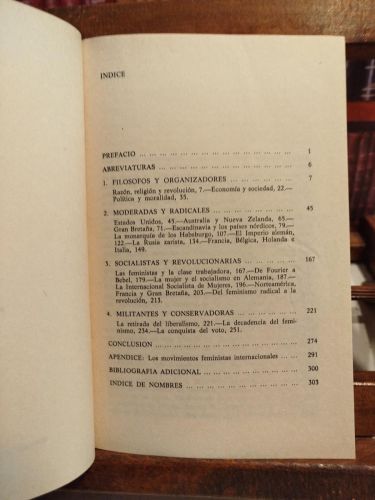 INDICE
PREFACIO ... ... ... ... ... ... ... ... ... ... ... ... ... 1
ABREVIATURAS ... ... ... ... ... ... ... ... ... ... ... ... 6
1. FILOSOFOS Y ORGANIZADORES ... ... ... ... ... ... 7
Razón, religión y revolución, 7.—Economía y sociedad, 22.—
Política y moralidad, 35.
2. MODERADAS Y RADICALES ... ... ... ... ... ... ... 45
Estados Unidos, 45.—Australia y Nueva Zelanda, 65.—
Gran Bretaña, 71.—Escandinavia y los países nórdicos, 79.—
La monarquía de los Habsburgo, 107.—El Imperio alemán,
122.—La Rusia zarista, 134.—Francia, Bélgica, Holanda e
Italia, 149.
3. SOCIALISTAS Y REVOLUCIONARIAS ... ... ... ... 167
Las feministas y la clase trabajadora, 167.—De Fourier a
Bebel, 179.—La mujer y el socialismo en Alemania, 187.—
La Internacional Socialista de Mujeres, 196.—Norteamérica,
Francia y Gran Bretaña, 203.—Del feminismo radical a la
revolución, 213.
4. MILITANTES Y CONSERVADORAS ... ... ... ... ... 221
La retirada del liberalismo, 221.—La decadencia del femi-
nismo, 234.—La conquista del voto, 251.
CONCLUSION ... ... ... ... ... ... ... ... ... ... ... ... 274
APENDICE: Los movimientos feministas internacionales ... ... 291
BIBLIOGRAFIA ADICIONAL ... ... ... ... ... ... ... ... 300
INDICE DE NOMBRES ... ... ... ... ... ... ... ... ... ... 303